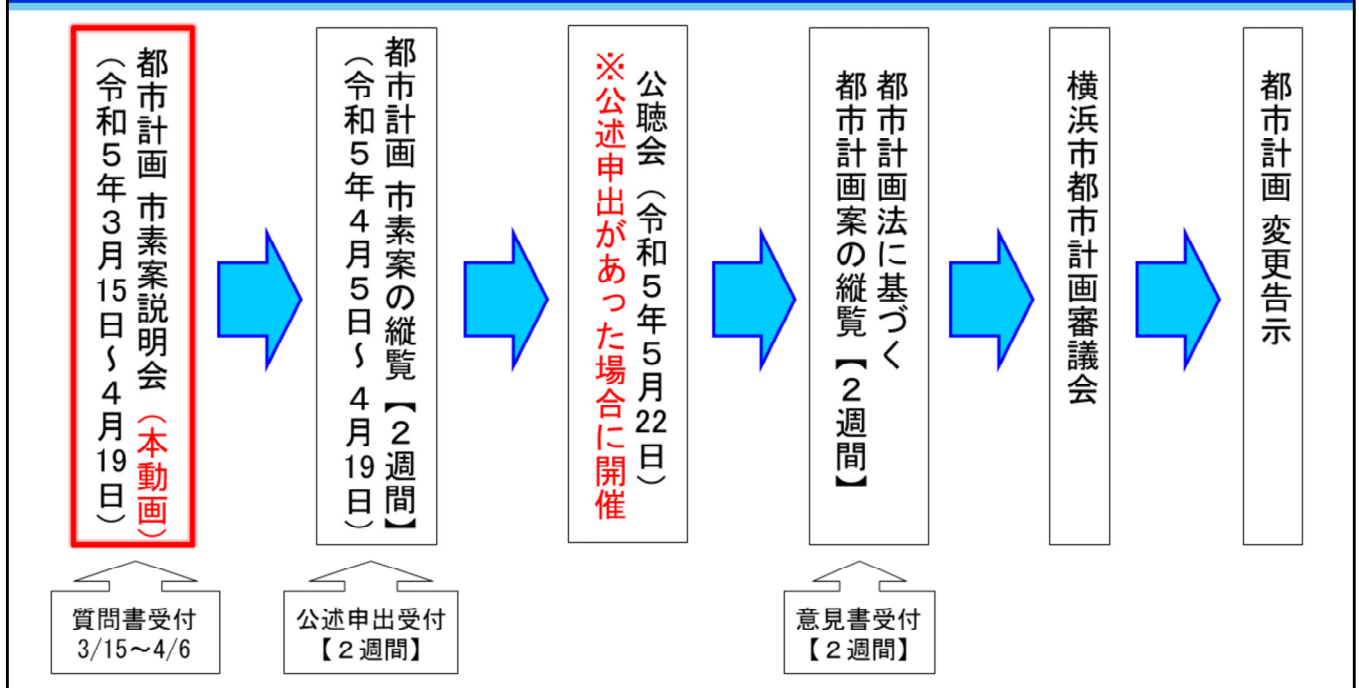 都市計画 市素案説明会（本動画）
（令和５年３月15日～４月19日）
都市計画 市素案の縦覧【２週間】
（令和５年４月５日～ ４月19日）
公聴会（令和５年５月22日）
※公述申出があった場合に開催
都市計画法に基づく
都市計画案の縦覧【２週間】
横浜市都市計画審議会
都市計画 変更告示
質問書受付
3/15～4/6
公述申出受付
【２週間】
意見書受付
【２週間】